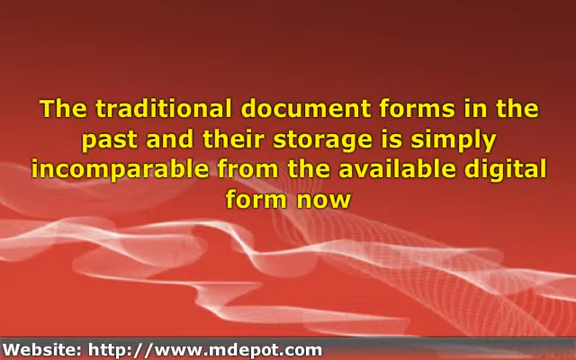 The traditional document forms in the
past and their storage is simply
incomparable from the available digital
form now
Website: http://www.mdepot.com